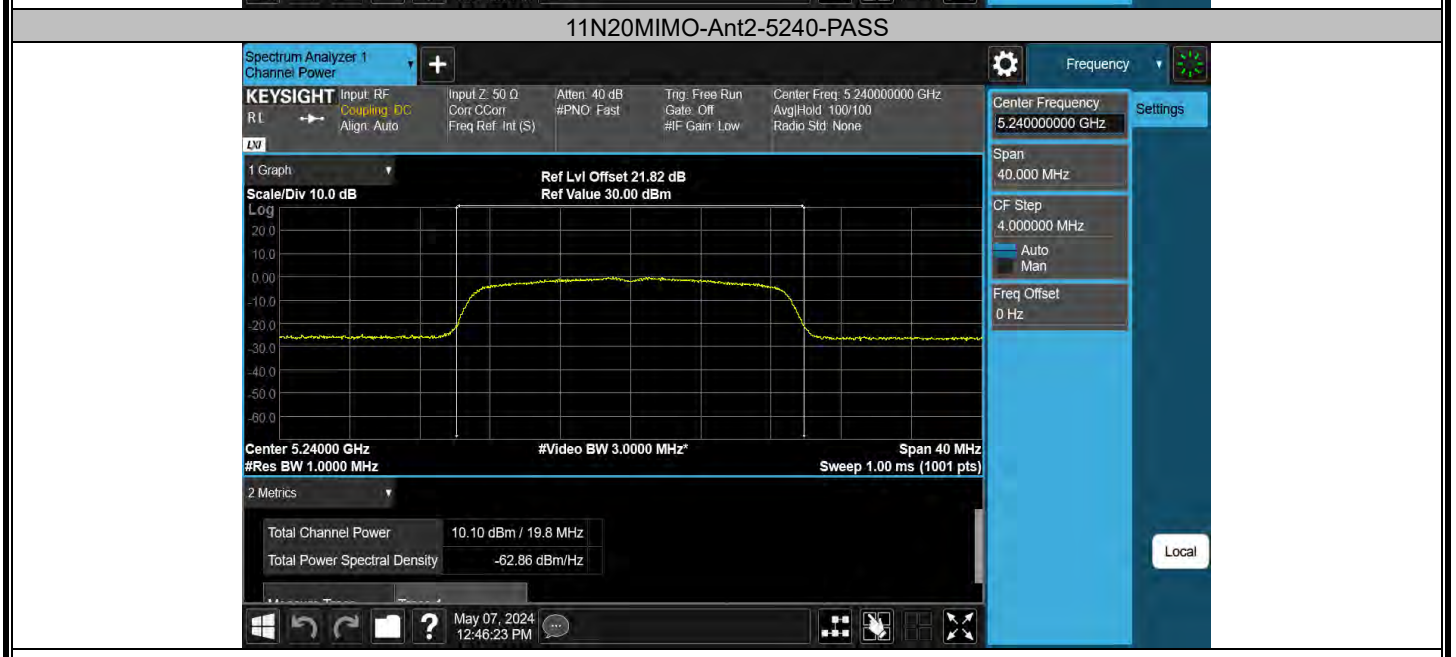 11N20MIMO-Ant2-5240-PASS
Spectrum Analyzer 1
Channel Power
Frequency
KEYSIGHT
Input: RF
Coupling: DC
Align: Auto
Input Z: 50 Ω
Corr CCorr
Freq Ref: Int (S)
Atten: 40 dB
#PNO: Fast
Trig: Free Run
Gate: Off
#IF Gain: Low
Center Freq: 5.240000000 GHz
Avg|Hold: 100/100
Radio Std: None
LXI
Center Frequency
5.240000000 GHz
Settings
Span
40.000 MHz
CF Step
4.000000 MHz
Auto
Man
Freq Offset
0 Hz
1 Graph
Ref Lvl Offset 21.82 dB
Scale/Div 10.0 dB
Ref Value 30.00 dBm
Log
20.0
10.0
0.00
-10.0
-20.0
-30.0
-40.0
-50.0
-60.0
Center 5.24000 GHz
#Video BW 3.0000 MHz*
Span 40 MHz
#Res BW 1.0000 MHz
Sweep 1.00 ms (1001 pts)
2 Metrics
Total Channel Power
10.10 dBm / 19.8 MHz
Total Power Spectral Density
-62.86 dBm/Hz
Local
?
May 07, 2024
12:46:23 PM